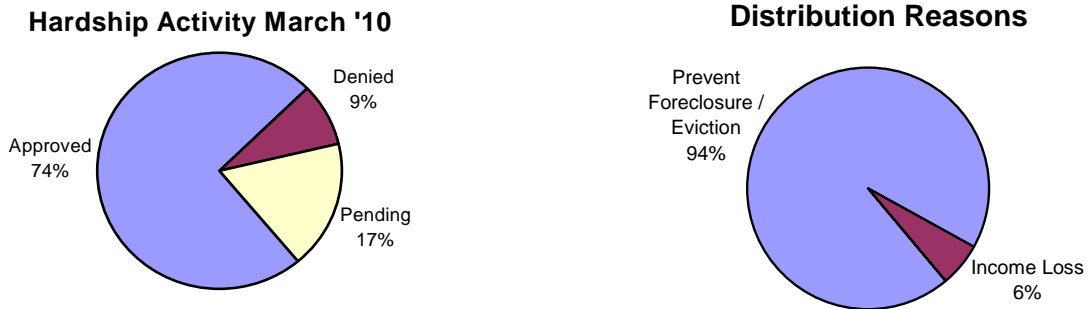 Hardship Activity March '10
Denied
9%
Approved
74%
Pending
17%
Distribution Reasons
Prevent
Foreclosure /
Eviction
94%
Income Loss
6%